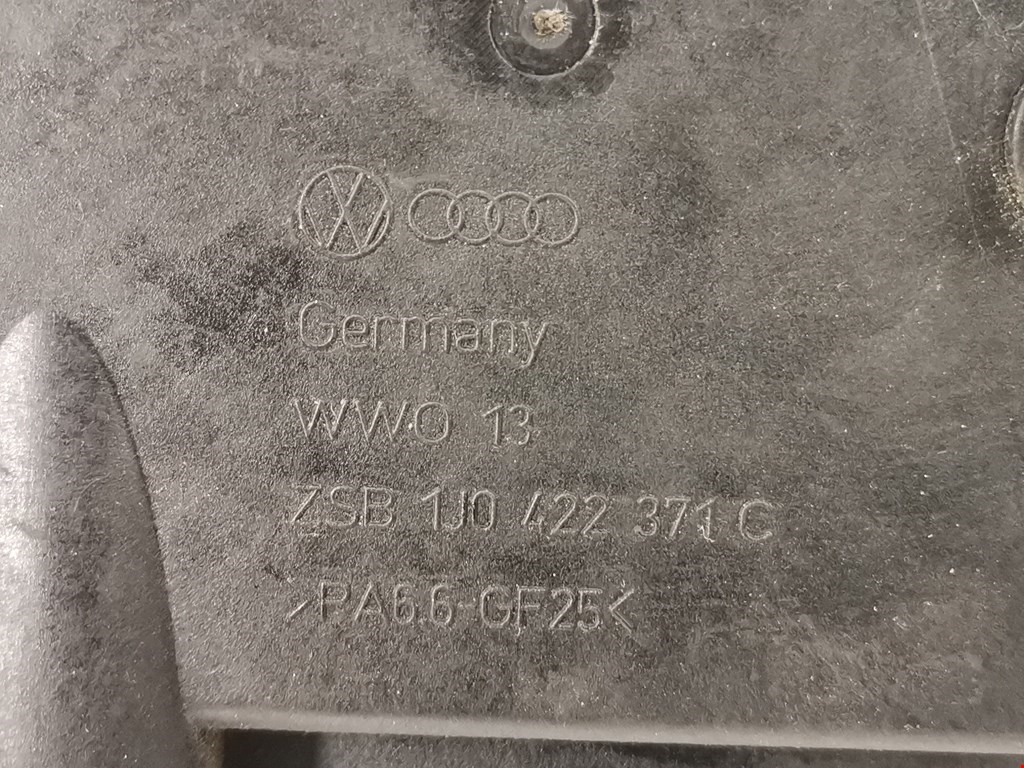 Germany
WWO 13
ZSB 1J0 422 371 C
>PA6.6-GF25<